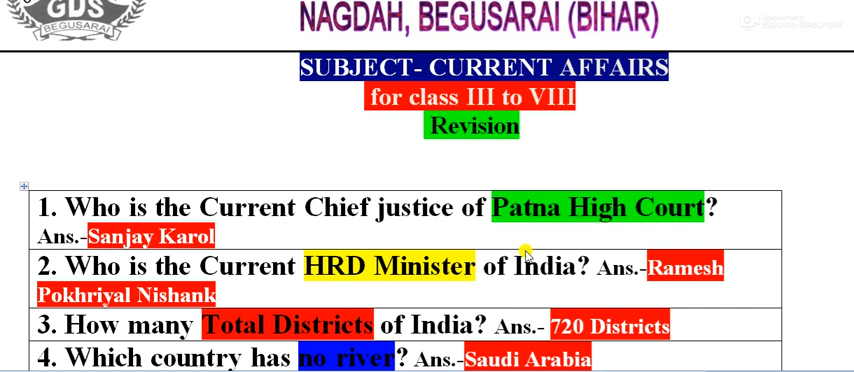 GDS
BEGUSARAI
NAGDAH, BEGUSARAI (BIHAR)
SUBJECT- CURRENT AFFAIRS
for class III to VIII
Revision
1. Who is the Current Chief justice of Patna High Court?
Ans.-Sanjay Karol
2. Who is the Current HRD Minister of India? Ans.-Ramesh
Pokhriyal Nishank
3. How many Total Districts of India? Ans.- 720 Districts
4. Which country has no river? Ans.-Saudi Arabia